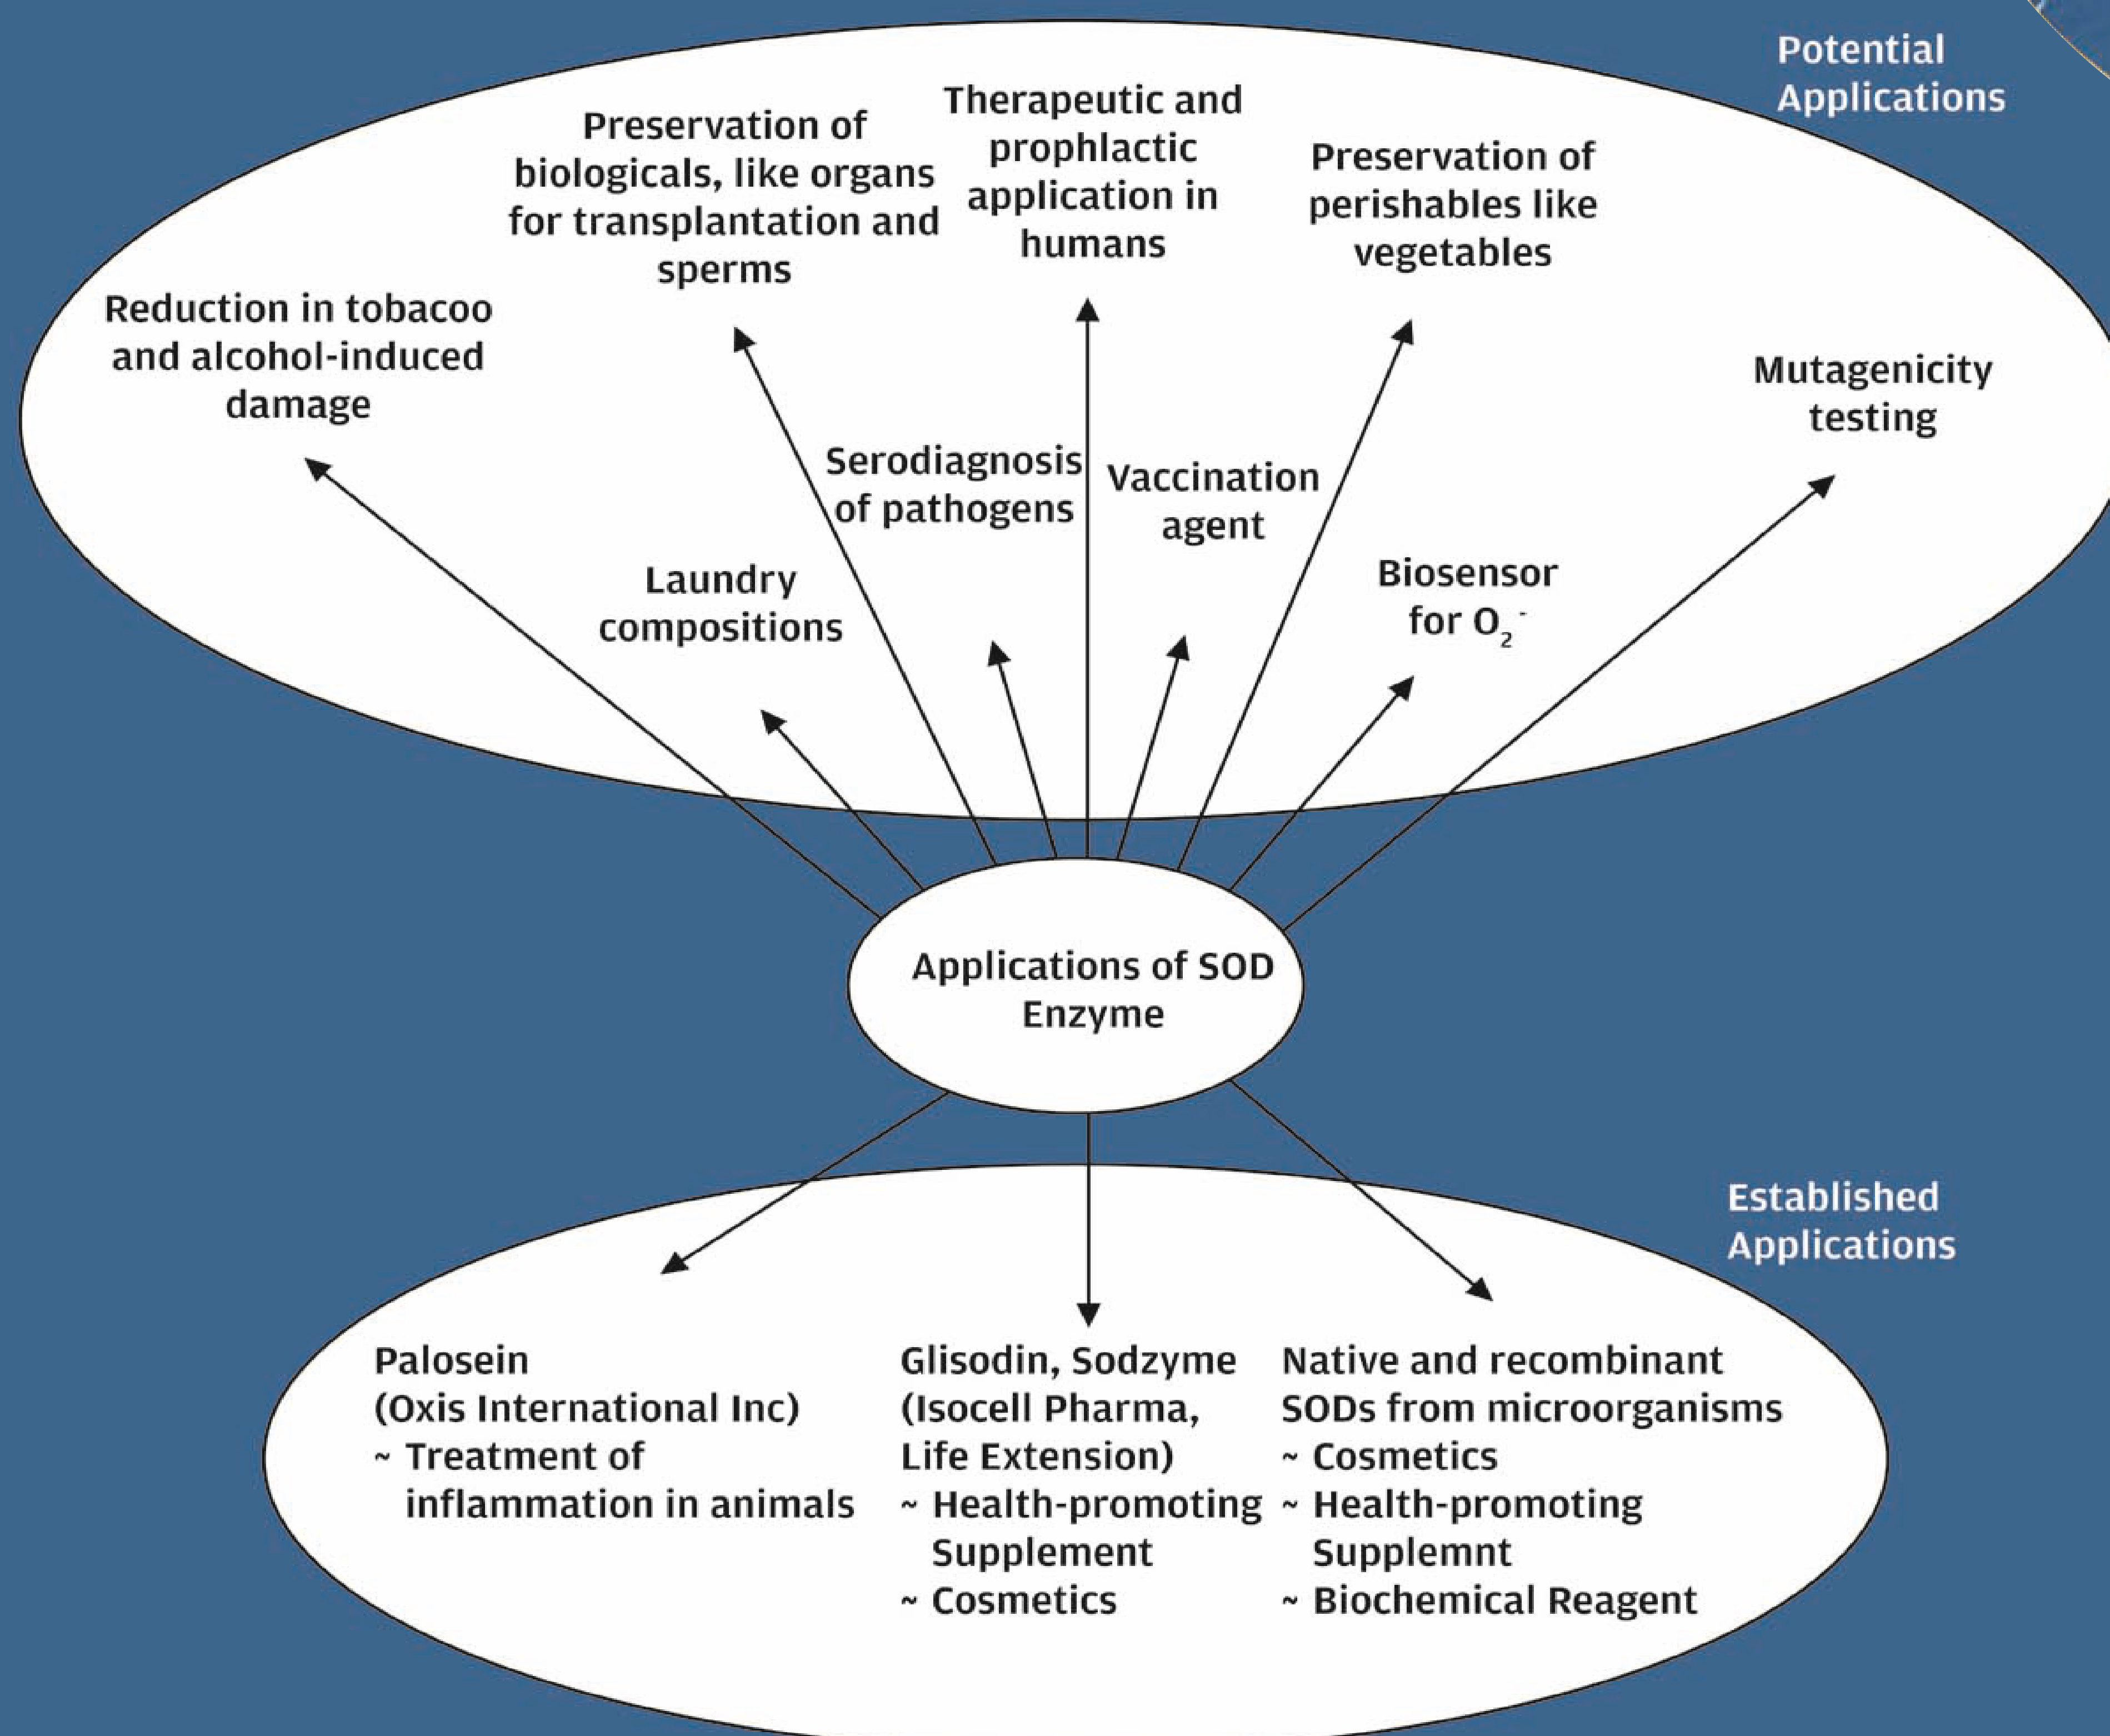 Potential
Applications
Therapeutic and
prophlactic
application in
humans
Preservation of
biologicals, like organs
for transplantation and
sperms
Preservation of
perishables like
vegetables
Reduction in tobacoo
and alcohol-induced
damage
Mutagenicity
testing
Serodiagnosis
of pathogens
Vaccination
agent
Laundry
compositions
Biosensor
for O₂⁻
Applications of SOD
Enzyme
Established
Applications
Palosein
(Oxis International Inc)
~ Treatment of
inflammation in animals
Glisodin, Sodzyme
(Isocell Pharma,
Life Extension)
~ Health-promoting
Supplement
~ Cosmetics
Native and recombinant
SODs from microorganisms
~ Cosmetics
~ Health-promoting
Supplemnt
~ Biochemical Reagent